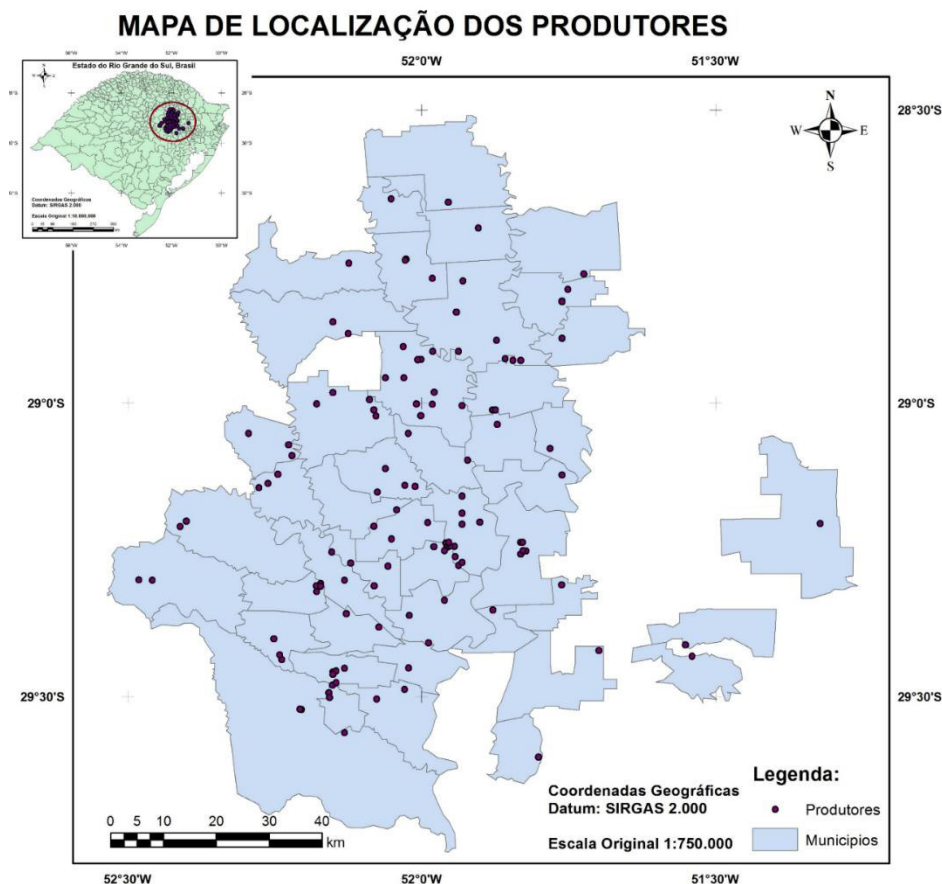 MAPA DE LOCALIZAÇÃO DOS PRODUTORES
Estado do Rio Grande do Sul, Brasil
Coordenadas Geográficas
Datum: SIRGAS 2.000
Escala Original 1:10.000.000
52°0'W
51°30'W
28°30'S
N
W E
S
29°0'S
29°0'S
29°30'S
29°30'S
Coordenadas Geográficas
Datum: SIRGAS 2.000
Escala Original 1:750.000
Legenda:
Produtores
Municipios
0 5 10 20 30 40
km
52°30'W
52°0'W
51°30'W